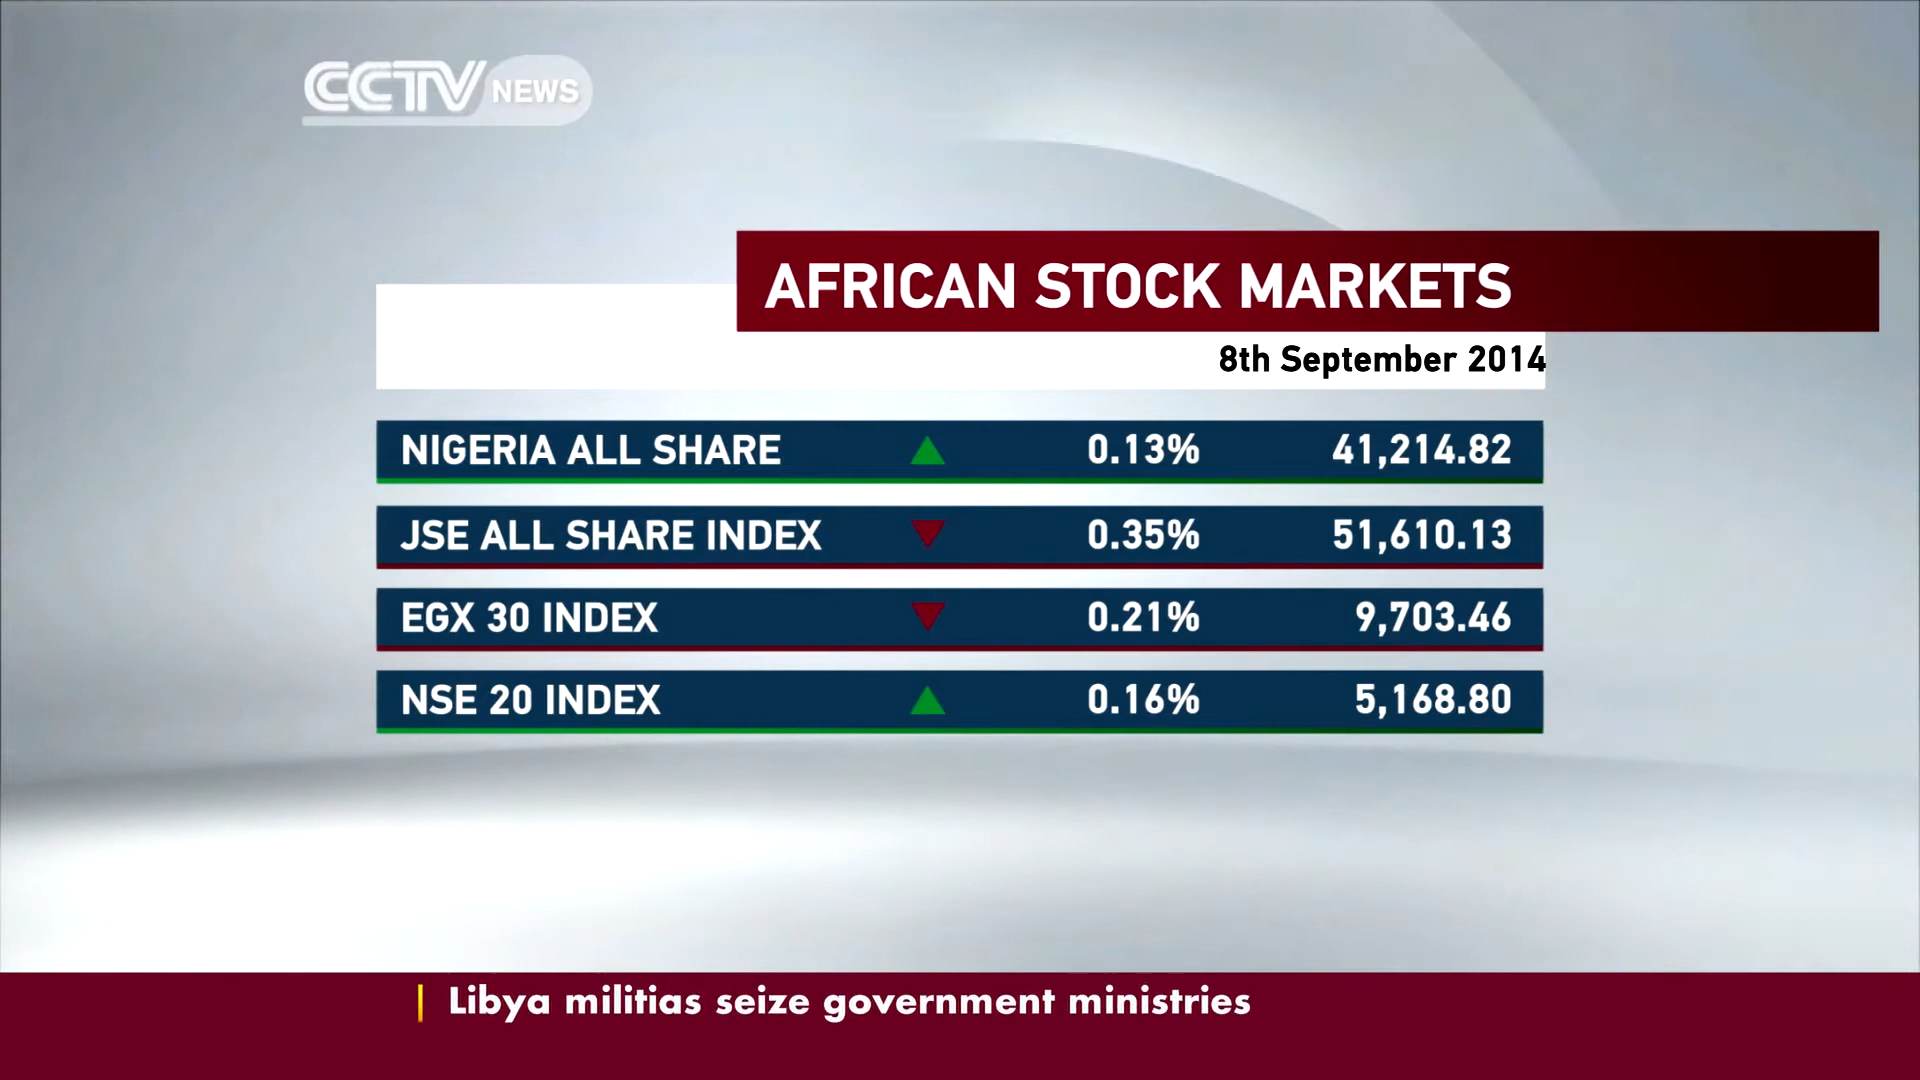 CCTV NEWS
AFRICAN STOCK MARKETS
8th September 2014
NIGERIA ALL SHARE 0.13% 41,214.82
JSE ALL SHARE INDEX 0.35% 51,610.13
EGX 30 INDEX 0.21% 9,703.46
NSE 20 INDEX 0.16% 5,168.80
Libya militias seize government ministries